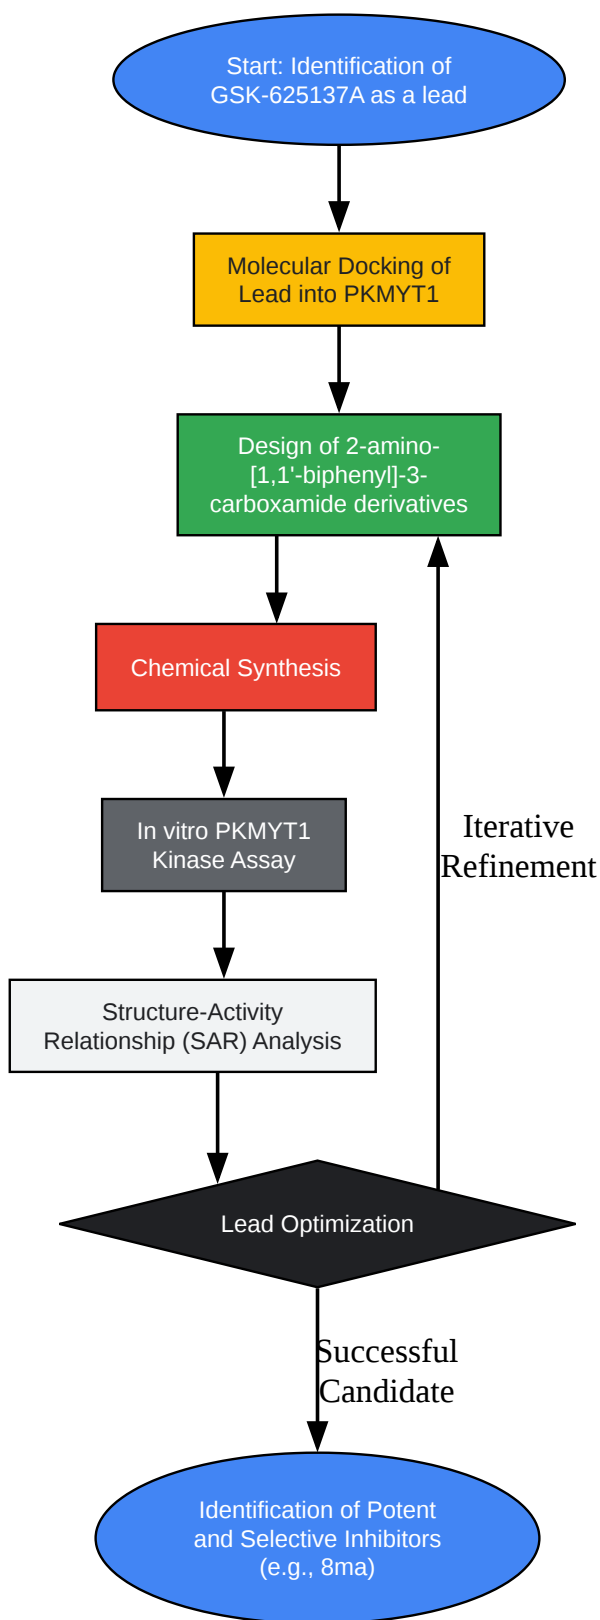 Start: Identification of
GSK-625137A as a lead
Molecular Docking of
Lead into PKMYT1
Design of 2-amino-
[1,1'-biphenyl]-3-
carboxamide derivatives
Chemical Synthesis
In vitro PKMYT1
Kinase Assay
Iterative
Refinement
Structure-Activity
Relationship (SAR) Analysis
Lead Optimization
Successful
Candidate
Identification of Potent
and Selective Inhibitors
(e.g., 8ma)